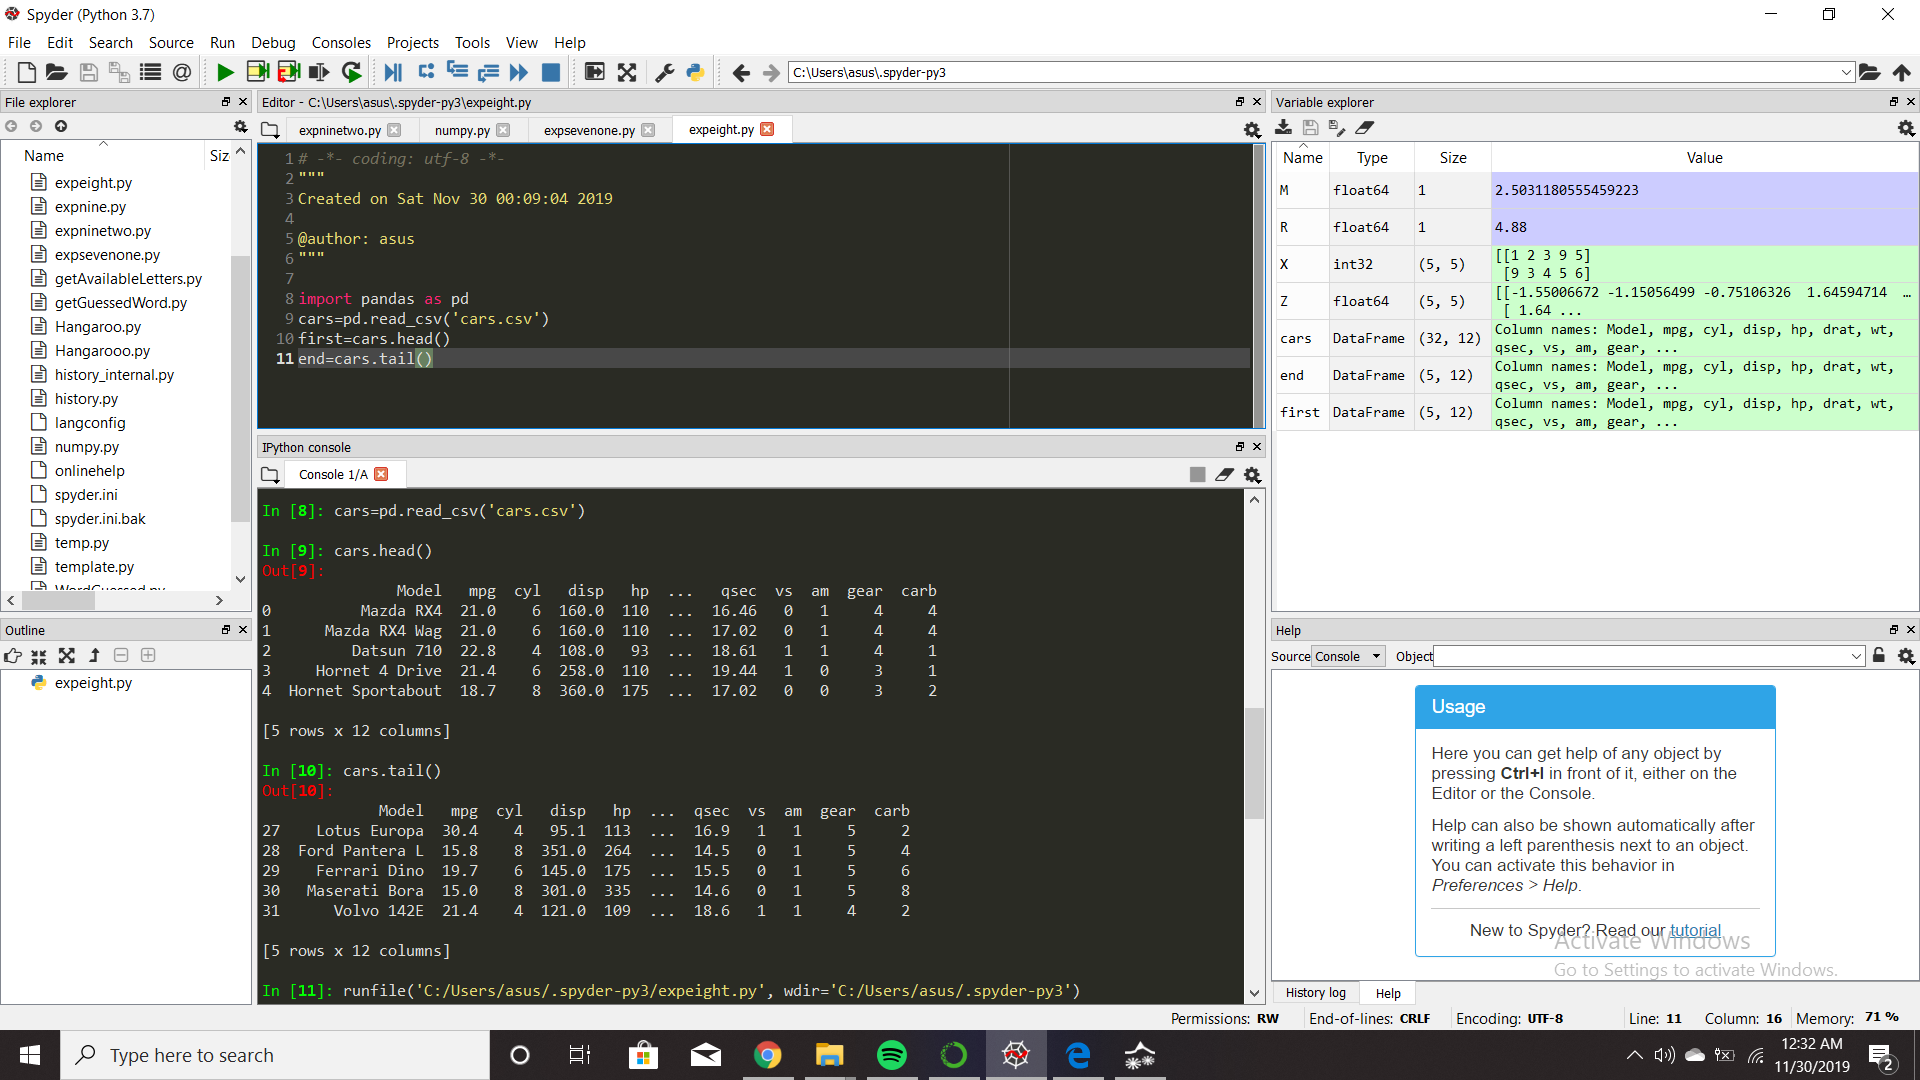 Spyder (Python 3.7)
File Edit Search Source Run Debug Consoles Projects Tools View Help
C:\Users\asus\.spyder-py3
File explorer
Name Siz
expeight.py
expnine.py
expninetwo.py
expsevenone.py
getAvailableLetters.py
getGuessedWord.py
Hangaroo.py
Hangarooo.py
history_internal.py
history.py
langconfig
numpy.py
onlinehelp
spyder.ini
spyder.ini.bak
temp.py
template.py
WordGuessed.py
Outline
expeight.py
Editor - C:\Users\asus\.spyder-py3\expeight.py
expninetwo.py numpy.py expsevenone.py expeight.py
1 # -*- coding: utf-8 -*-
2 """
3 Created on Sat Nov 30 00:09:04 2019
4
5 @author: asus
6 """
7
8 import pandas as pd
9 cars=pd.read_csv('cars.csv')
10 first=cars.head()
11 end=cars.tail()
IPython console
Console 1/A
In [8]: cars=pd.read_csv('cars.csv')
In [9]: cars.head()
Out[9]:
Model mpg cyl disp hp ... qsec vs am gear carb
0 Mazda RX4 21.0 6 160.0 110 ... 16.46 0 1 4 4
1 Mazda RX4 Wag 21.0 6 160.0 110 ... 17.02 0 1 4 4
2 Datsun 710 22.8 4 108.0 93 ... 18.61 1 1 4 1
3 Hornet 4 Drive 21.4 6 258.0 110 ... 19.44 1 0 3 1
4 Hornet Sportabout 18.7 8 360.0 175 ... 17.02 0 0 3 2
[5 rows x 12 columns]
In [10]: cars.tail()
Out[10]:
Model mpg cyl disp hp ... qsec vs am gear carb
27 Lotus Europa 30.4 4 95.1 113 ... 16.9 1 1 5 2
28 Ford Pantera L 15.8 8 351.0 264 ... 14.5 0 1 5 4
29 Ferrari Dino 19.7 6 145.0 175 ... 15.5 0 1 5 6
30 Maserati Bora 15.0 8 301.0 335 ... 14.6 0 1 5 8
31 Volvo 142E 21.4 4 121.0 109 ... 18.6 1 1 4 2
[5 rows x 12 columns]
In [11]: runfile('C:/Users/asus/.spyder-py3/expeight.py', wdir='C:/Users/asus/.spyder-py3')
Variable explorer
Name Type Size Value
M float64 1 2.5031180555459223
R float64 1 4.88
X int32 (5, 5) [[1 2 3 9 5]
[9 3 4 5 6]
Z float64 (5, 5) [[-1.55006672 -1.15056499 -0.75106326 1.64594714 …
[ 1.64 ...
cars DataFrame (32, 12) Column names: Model, mpg, cyl, disp, hp, drat, wt,
qsec, vs, am, gear, ...
end DataFrame (5, 12) Column names: Model, mpg, cyl, disp, hp, drat, wt,
qsec, vs, am, gear, ...
first DataFrame (5, 12) Column names: Model, mpg, cyl, disp, hp, drat, wt,
qsec, vs, am, gear, ...
Help
Source Console Object
Usage
Here you can get help of any object by
pressing Ctrl+I in front of it, either on the
Editor or the Console.
Help can also be shown automatically after
writing a left parenthesis next to an object.
You can activate this behavior in
Preferences > Help.
New to Spyder? Read our tutorial
Activate Windows
Go to Settings to activate Windows.
History log Help
Permissions: RW End-of-lines: CRLF Encoding: UTF-8 Line: 11 Column: 16 Memory: 71 %
Type here to search
12:32 AM
11/30/2019
2